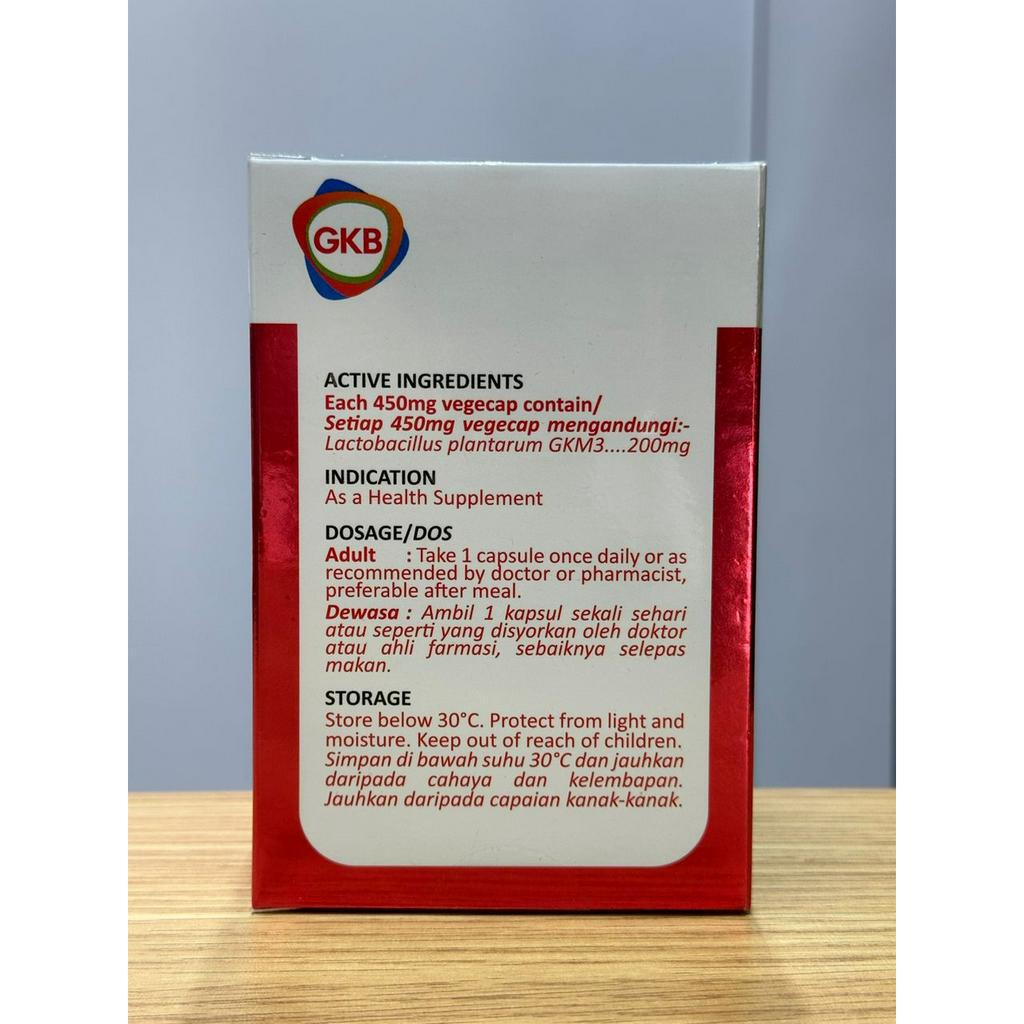 GKB
ACTIVE INGREDIENTS
Each 450mg vegecap contain/
Setiap 450mg vegecap mengandungi:-
Lactobacillus plantarum GKM3....200mg
INDICATION
As a Health Supplement
DOSAGE/DOS
Adult : Take 1 capsule once daily or as
recommended by doctor or pharmacist,
preferable after meal.
Dewasa : Ambil 1 kapsul sekali sehari
atau seperti yang disyorkan oleh doktor
atau ahli farmasi, sebaiknya selepas
makan.
STORAGE
Store below 30°C. Protect from light and
moisture. Keep out of reach of children.
Simpan di bawah suhu 30°C dan jauhkan
daripada cahaya dan kelembapan.
Jauhkan daripada capaian kanak-kanak.